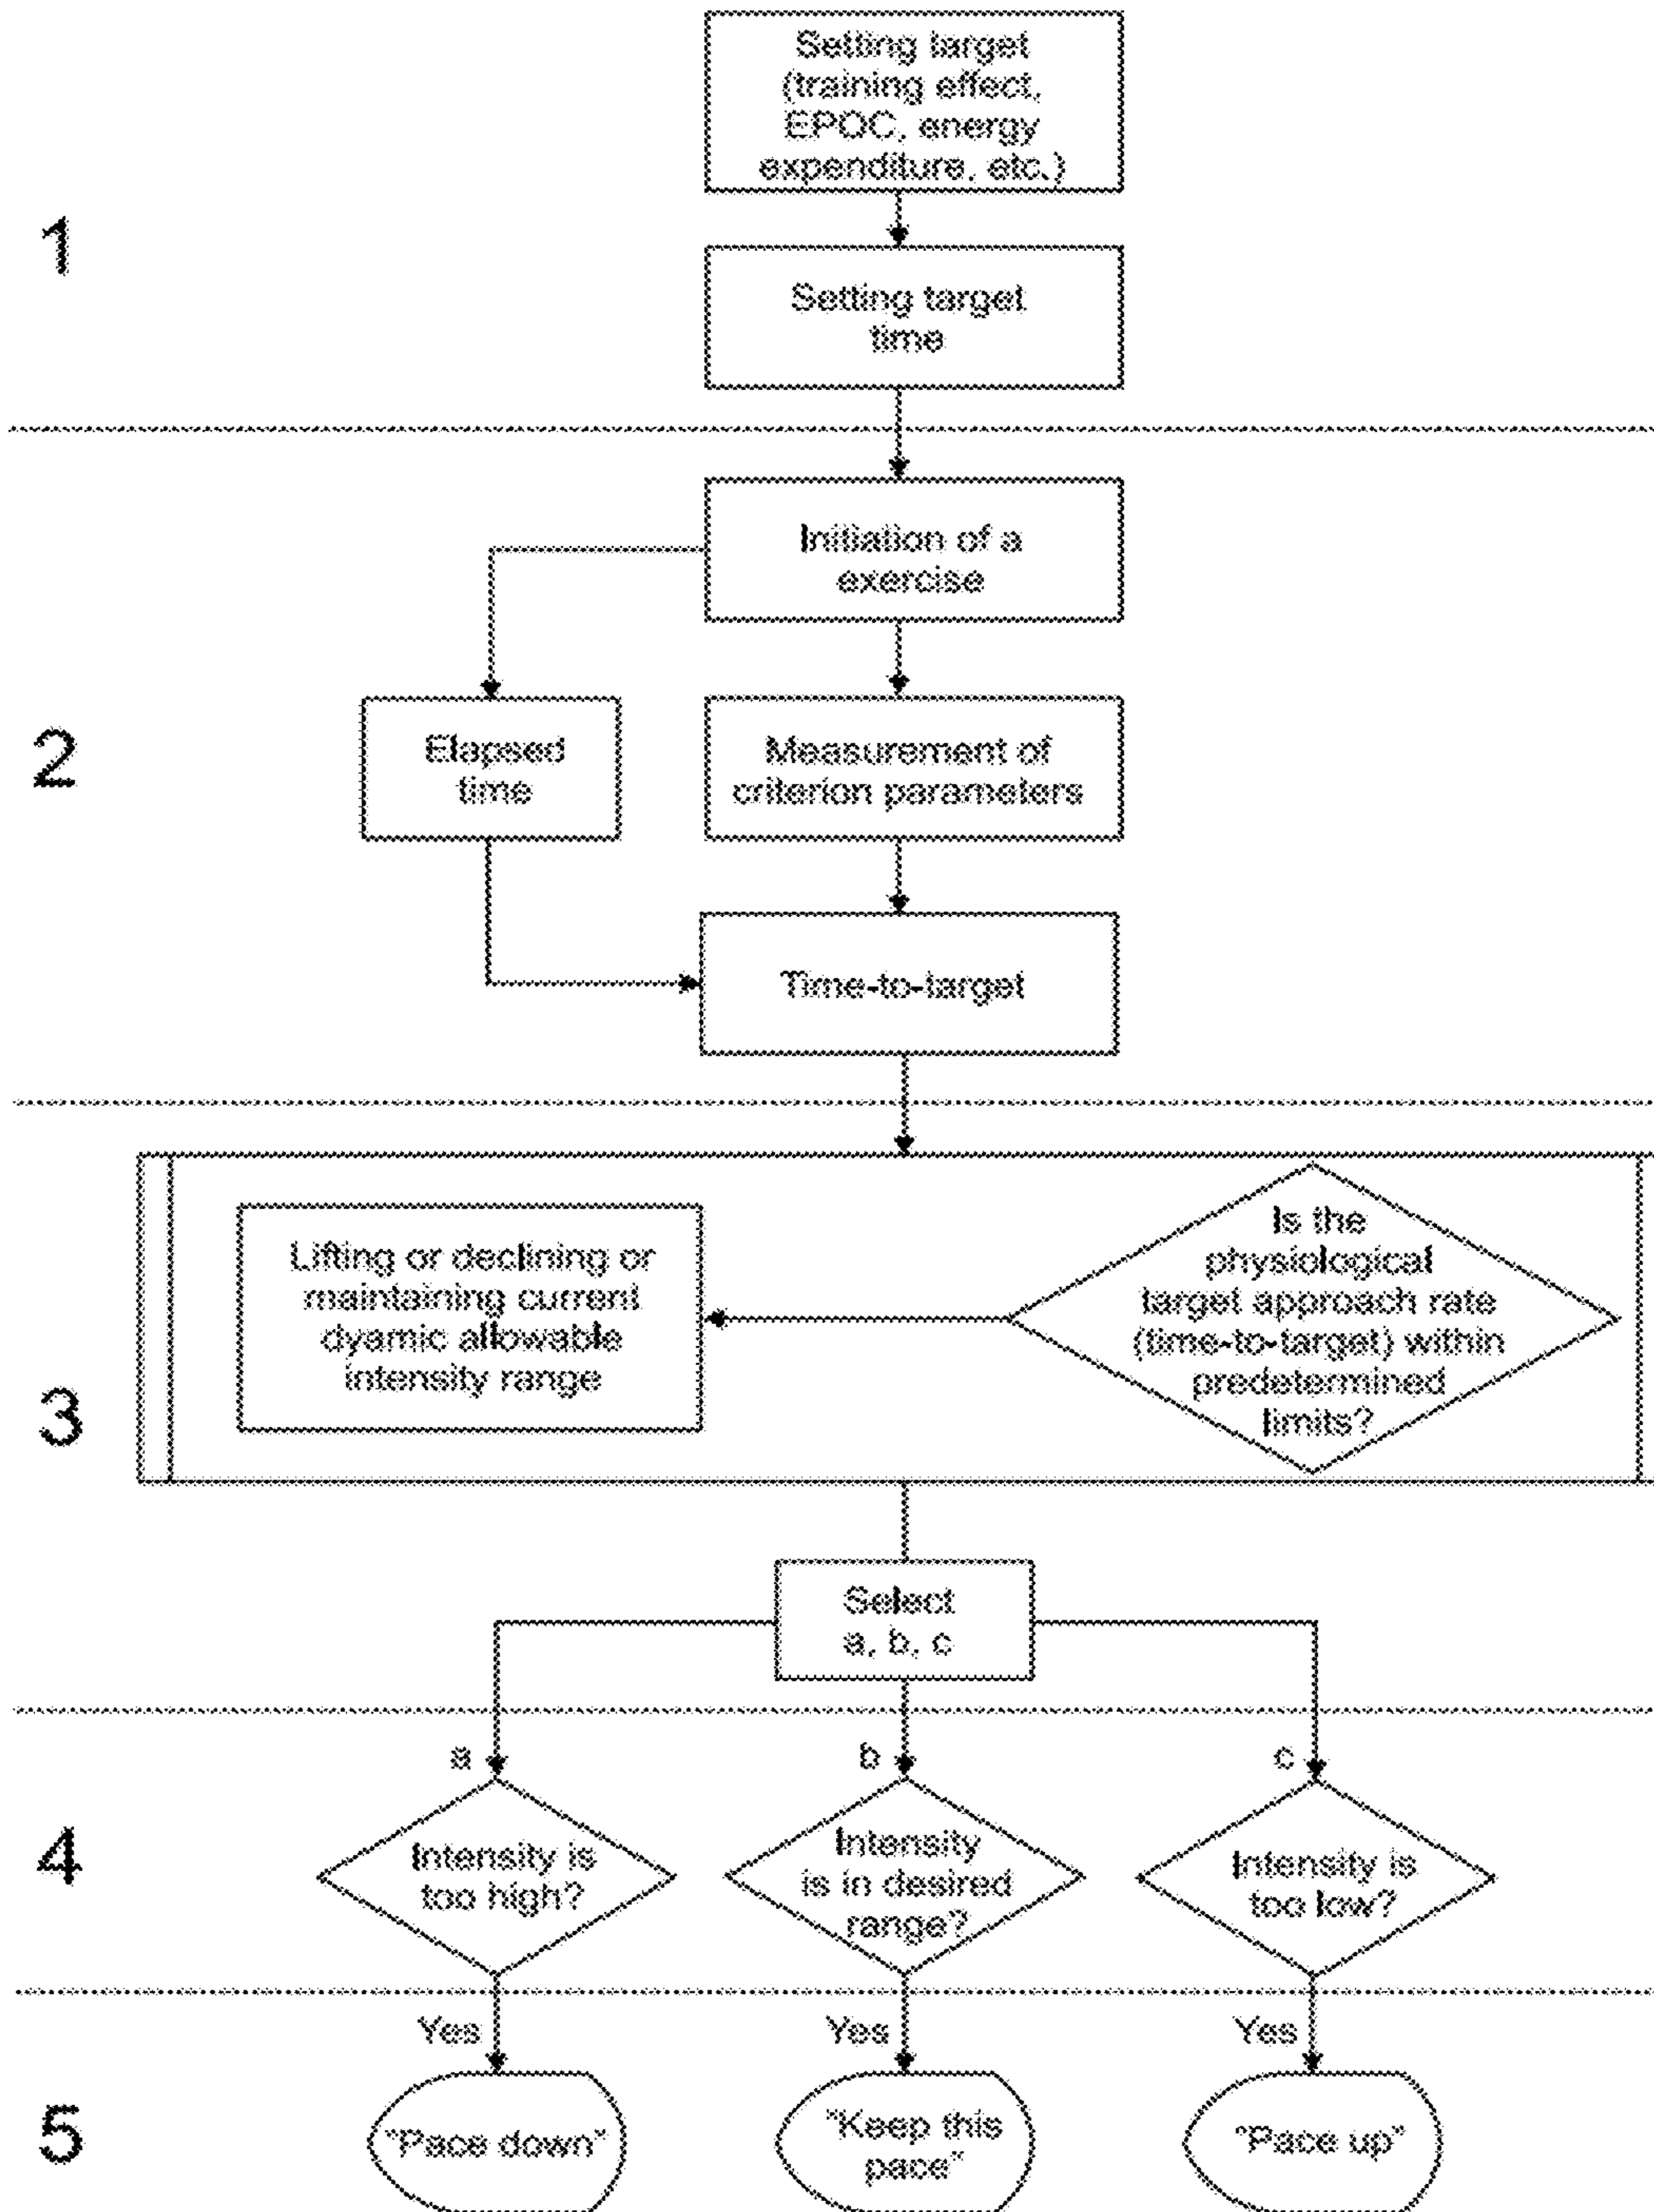 Setting target
(training effect,
EPOC, energy
expenditure, etc.)
1
Setting target
time
Initiation of a
exercise
2
Elapsed
time
Measurement of
criterion parameters
Time-to-target
3
Lifting or declining or
maintaining current
dyamic allowable
intensity range
Is the
physiological
target approach rate
(time-to-target) within
predetermined
limits?
Select
a, b, c
4
a
b
c
Intensity is
too high?
Intensity
is in desired
range?
Intensity is
too low?
5
Yes
Yes
Yes
"Pace down"
"Keep this
pace"
"Pace up"